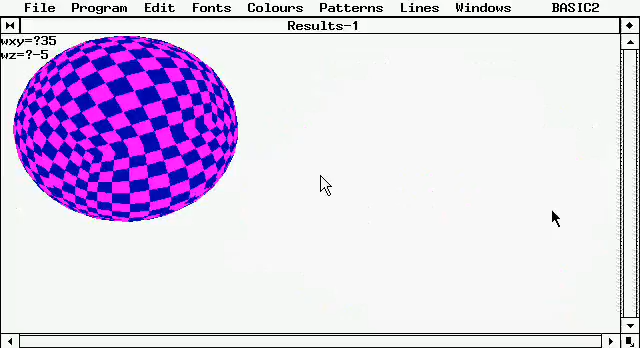 File Program Edit Fonts Colours Patterns Lines Windows BASIC2
Results-1
wxy=?35
wz=?-5